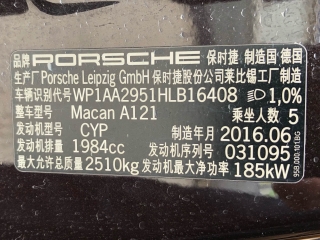 品牌 PORSCHE 保时捷 制造国 德国
生产厂 Porsche Leipzig GmbH 保时捷股份公司莱比锡工厂制造
车辆识别代号 WP1AA2951HLB16408 1,0%
整车型号 Macan A121 乘坐人数 5
发动机型号 CYP 制造年月 2016.06
发动机排量 1984cc 发动机序列号 031095
最大允许总质量 2510kg 发动机最大净功率 185kW
95B.000.101BG